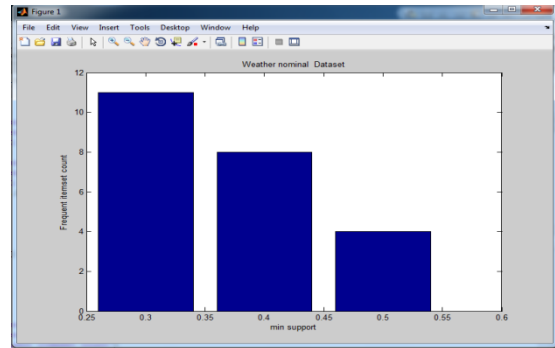 Figure 1
File Edit View Insert Tools Desktop Window Help
Weather nominal Dataset
12
10
8
6
4
2
0
Frequent itemset count
0.25 0.3 0.35 0.4 0.45 0.5 0.55 0.6
min support